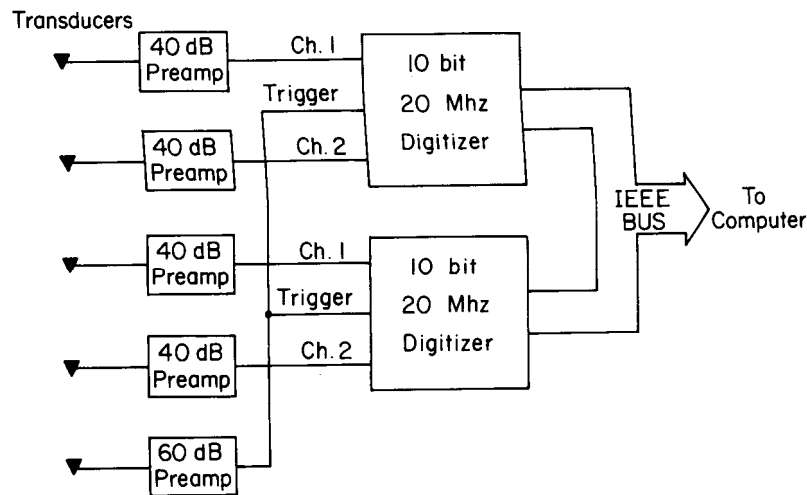 Transducers
40 dB
Preamp
Ch. 1
Trigger
40 dB
Preamp
Ch. 2
10 bit
20 Mhz
Digitizer
40 dB
Preamp
Ch. 1
Trigger
40 dB
Preamp
Ch. 2
10 bit
20 Mhz
Digitizer
60 dB
Preamp
IEEE
BUS
To
Computer